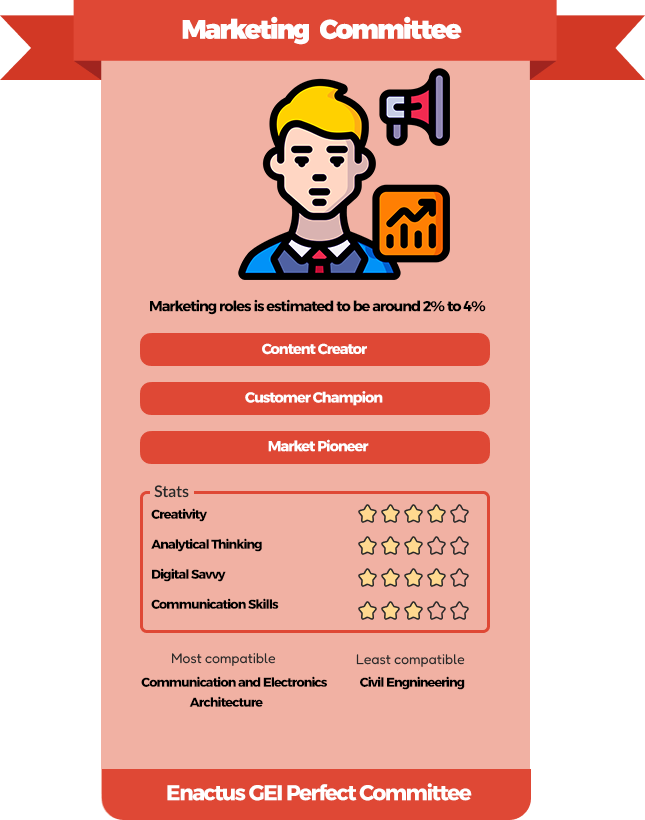 Marketing Committee
Marketing roles is estimated to be around 2% to 4%
Content Creator
Customer Champion
Market Pioneer
Stats
Creativity
Analytical Thinking
Digital Savvy
Communication Skills
Most compatible
Communication and Electronics
Architecture
Least compatible
Civil Engnineering
Enactus GEI Perfect Committee